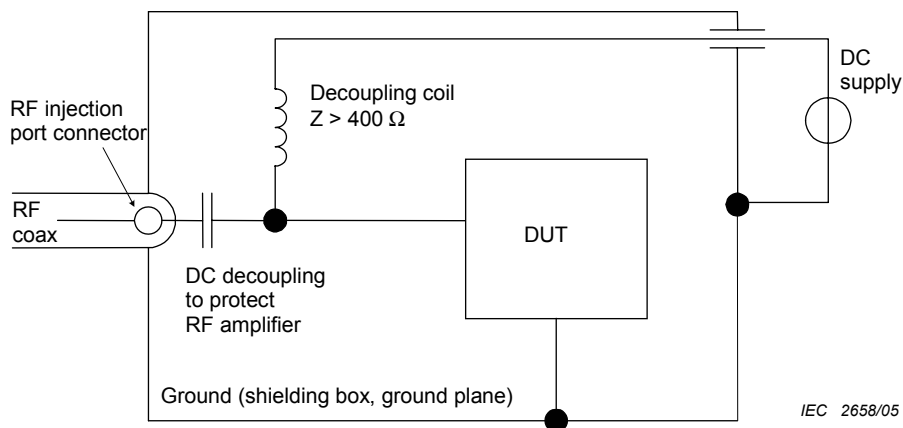 DC
supply
Decoupling coil
Z > 400 Ω
RF injection
port connector
RF
coax
DUT
DC decoupling
to protect
RF amplifier
Ground (shielding box, ground plane)
IEC 2658/05